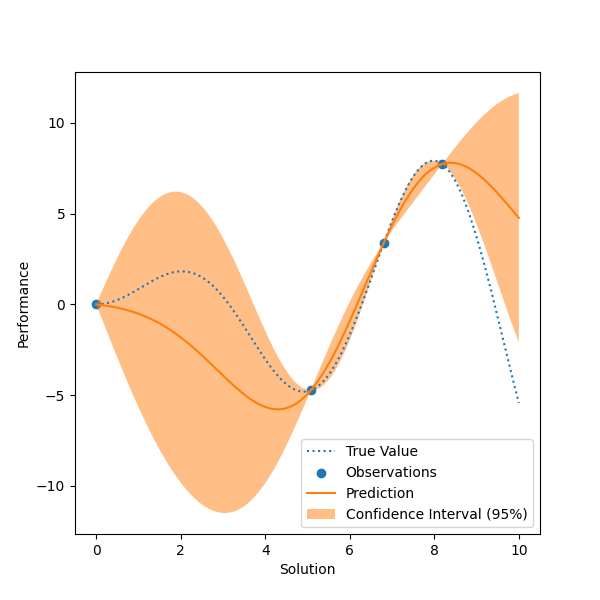 10
5
0
−5
−10
Performance
0
2
4
6
8
10
Solution
True Value
Observations
Prediction
Confidence Interval (95%)